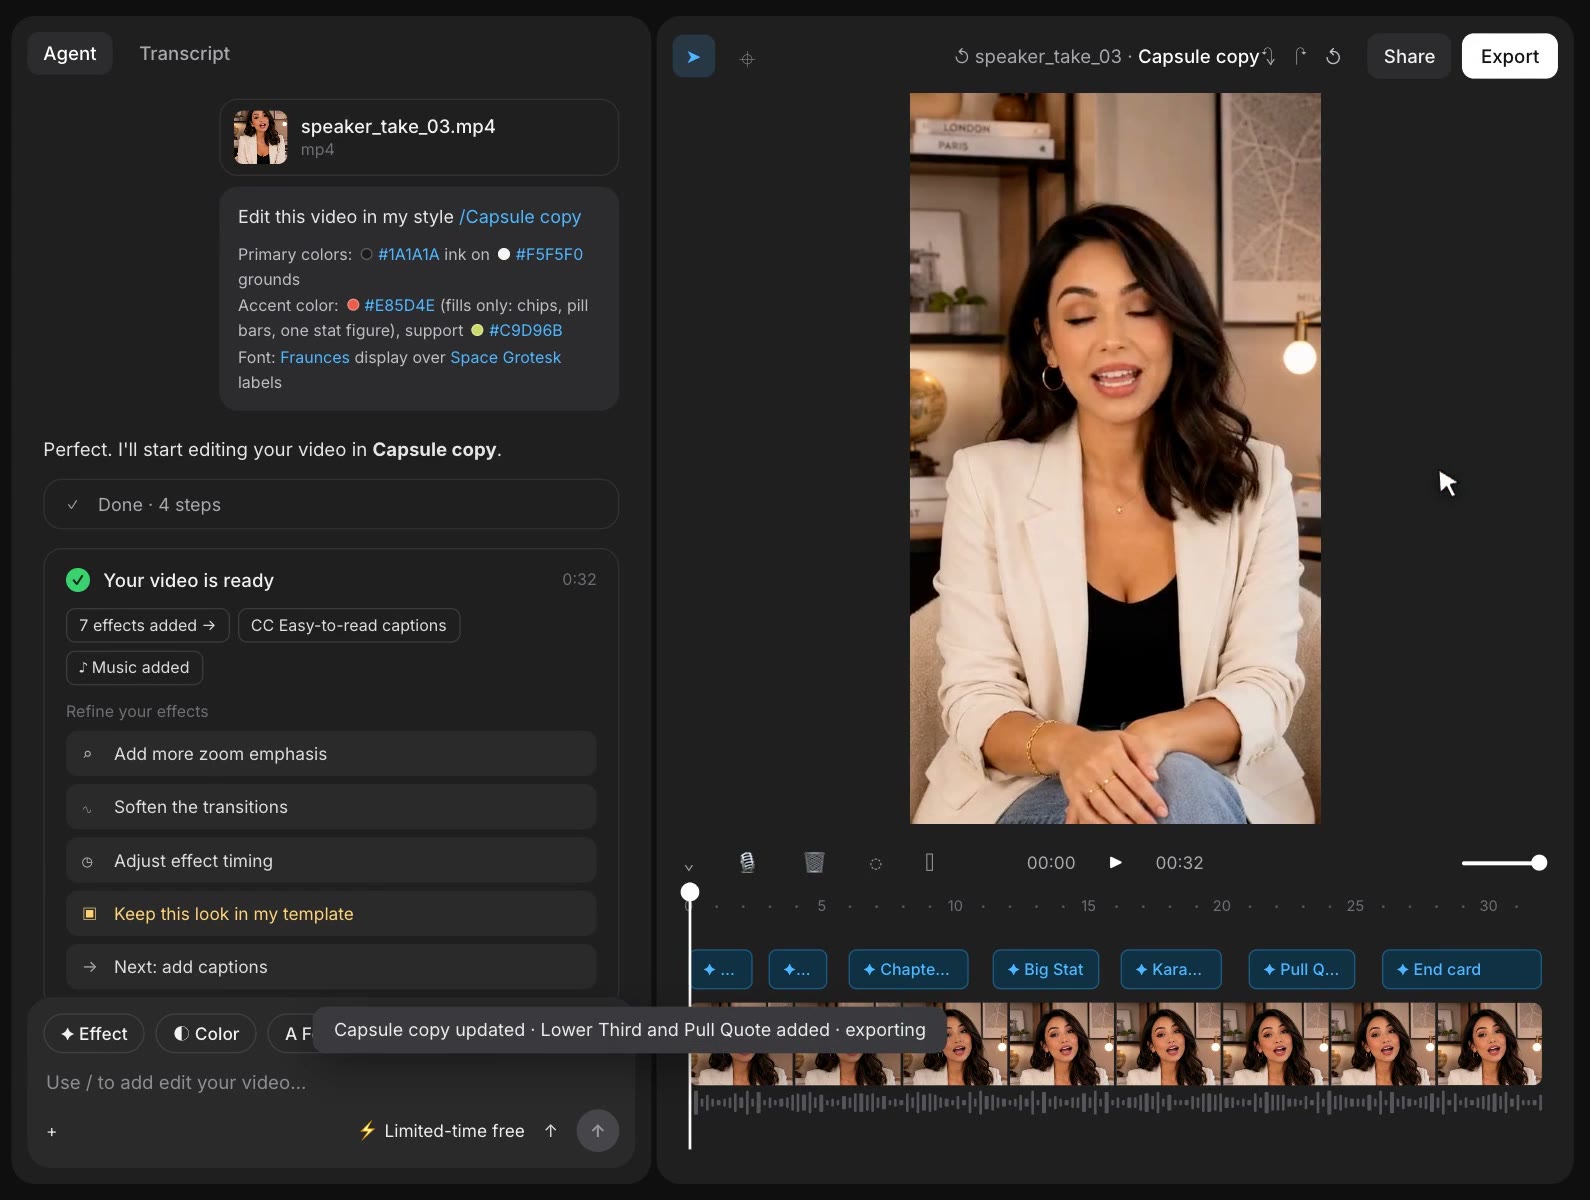 Agent
Transcript
speaker_take_03.mp4
mp4
Edit this video in my style /Capsule copy
Primary colors: #1A1A1A ink on #F5F5F0
grounds
Accent color: #E85D4E (fills only: chips, pill
bars, one stat figure), support #C9D96B
Font: Fraunces display over Space Grotesk
labels
Perfect. I'll start editing your video in Capsule copy.
✓ Done · 4 steps
Your video is ready
0:32
7 effects added →
CC Easy-to-read captions
♪ Music added
Refine your effects
Add more zoom emphasis
Soften the transitions
Adjust effect timing
Keep this look in my template
→ Next: add captions
✦ Effect
Color
A F
Capsule copy updated · Lower Third and Pull Quote added · exporting
Use / to add edit your video...
+
⚡ Limited-time free ↑
↑
speaker_take_03 · Capsule copy
Share
Export
LONDON
PARIS
MIL
ST
00:00
▶
00:32
5 10 15 20 25 30
✦ ...
✦...
✦ Chapte...
✦ Big Stat
✦ Kara...
✦ Pull Q...
✦ End card